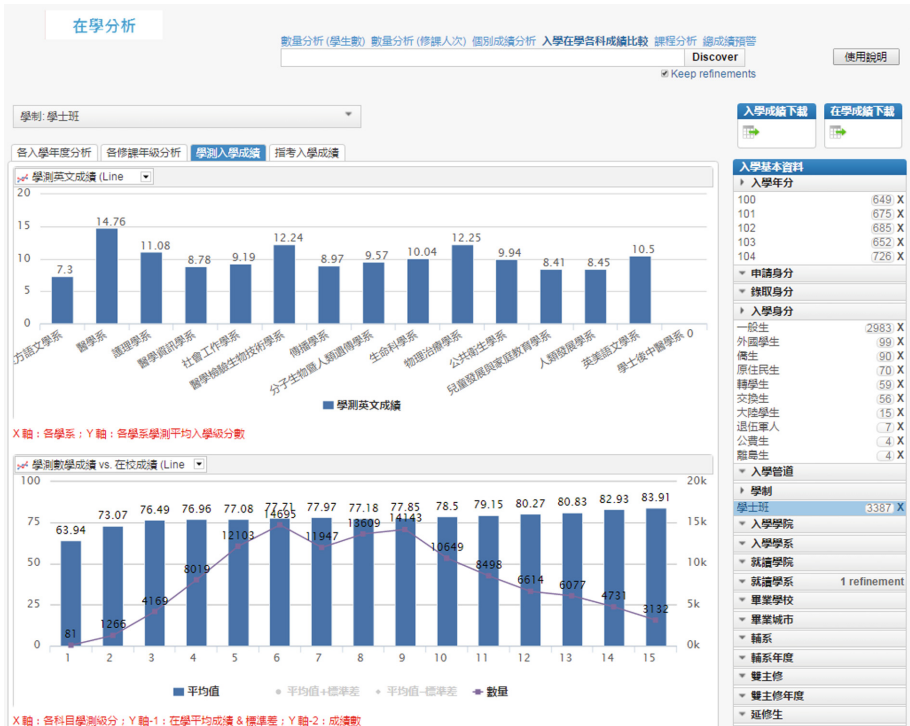 在學分析
數量分析 (學生數) 數量分析 (修課人次) 個別成績分析 入學在學各科成績比較 課程分析 總成績預警
Discover
使用說明
Keep refinements
學制: 學士班
入學成績下載
在學成績下載
各入學年度分析
各修課年級分析
學測入學成績
指考入學成績
學測英文成績 (Line
20
15
10
5
0
7.3
14.76
11.08
8.78
9.19
12.24
8.97
9.57
10.04
12.25
9.94
8.41
8.45
10.5
0
方語文學系
醫學系
護理學系
醫學資訊學系
社會工作學系
醫學檢驗生物技術學系
傳播學系
分子生物暨人類遺傳學系
生命科學系
物理治療學系
公共衛生學系
兒童發展與家庭教育學系
人類發展學系
英美語文學系
學士後中醫學系
學測英文成績
X 軸：各學系；Y 軸：各學系學測平均入學級分數
學測數學成績 vs. 在校成績 (Line
100
75
50
25
0
20k
15k
10k
5k
0k
63.94
73.07
76.49
76.96
77.08
77.71
77.97
77.18
77.85
78.5
79.15
80.27
80.83
82.93
83.91
81
1266
4169
8019
12103
14695
11947
13609
14143
10649
8498
6614
6077
4731
3132
1 2 3 4 5 6 7 8 9 10 11 12 13 14 15
平均值
平均值+標準差
平均值-標準差
數量
X 軸：各科目學測級分；Y 軸-1：在學平均成績 & 標準差；Y 軸-2：成績數
入學基本資料
入學年分
100 649 X
101 675 X
102 685 X
103 652 X
104 726 X
申請身分
錄取身分
入學身分
一般生 2983 X
外國學生 99 X
僑生 90 X
原住民生 70 X
轉學生 59 X
交換生 56 X
大陸學生 15 X
退伍軍人 7 X
公費生 4 X
離島生 4 X
入學管道
學制
學士班 3387 X
入學學院
入學學系
就讀學院
就讀學系 1 refinement
畢業學校
畢業城市
輔系
輔系年度
雙主修
雙主修年度
延修生